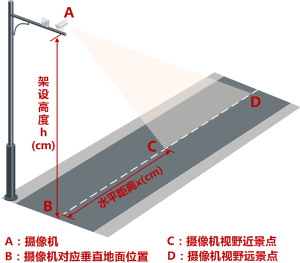 A
架设高度h(cm)
D
C
水平距离x(cm)
B
A：摄像机
C：摄像机视野近景点
B：摄像机对应垂直地面位置
D：摄像机视野远景点